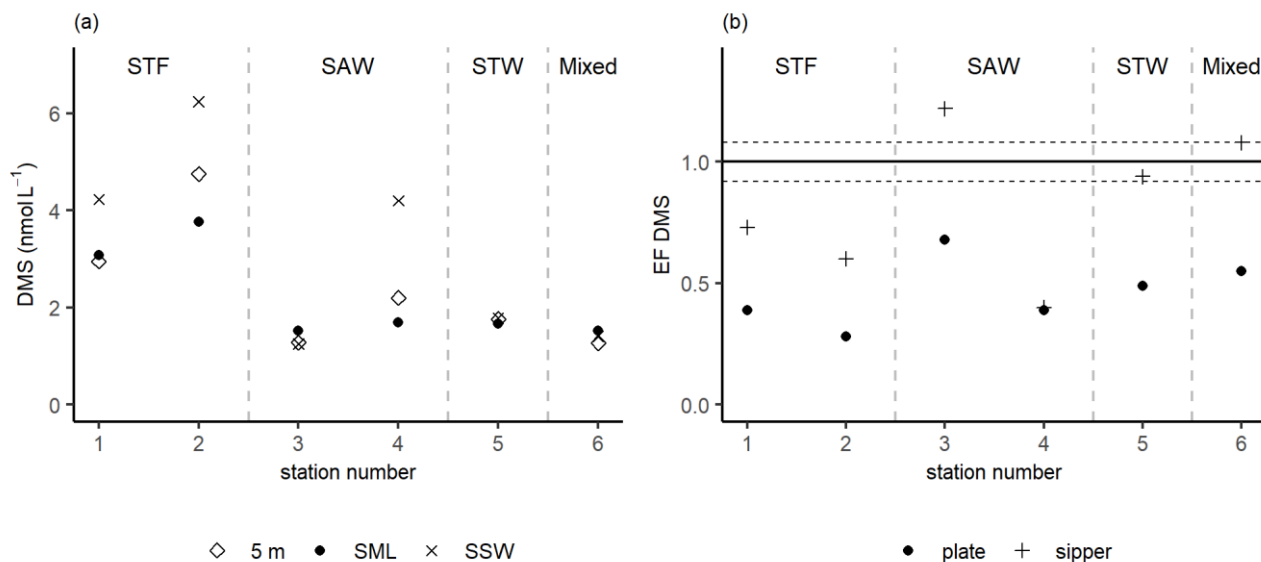 (a)
STF SAW STW Mixed
DMS (nmol L⁻¹)
6
4
2
0
1 2 3 4 5 6
station number
5 m SML SSW
(b)
STF SAW STW Mixed
EF DMS
1.0
0.5
0.0
1 2 3 4 5 6
station number
plate sipper